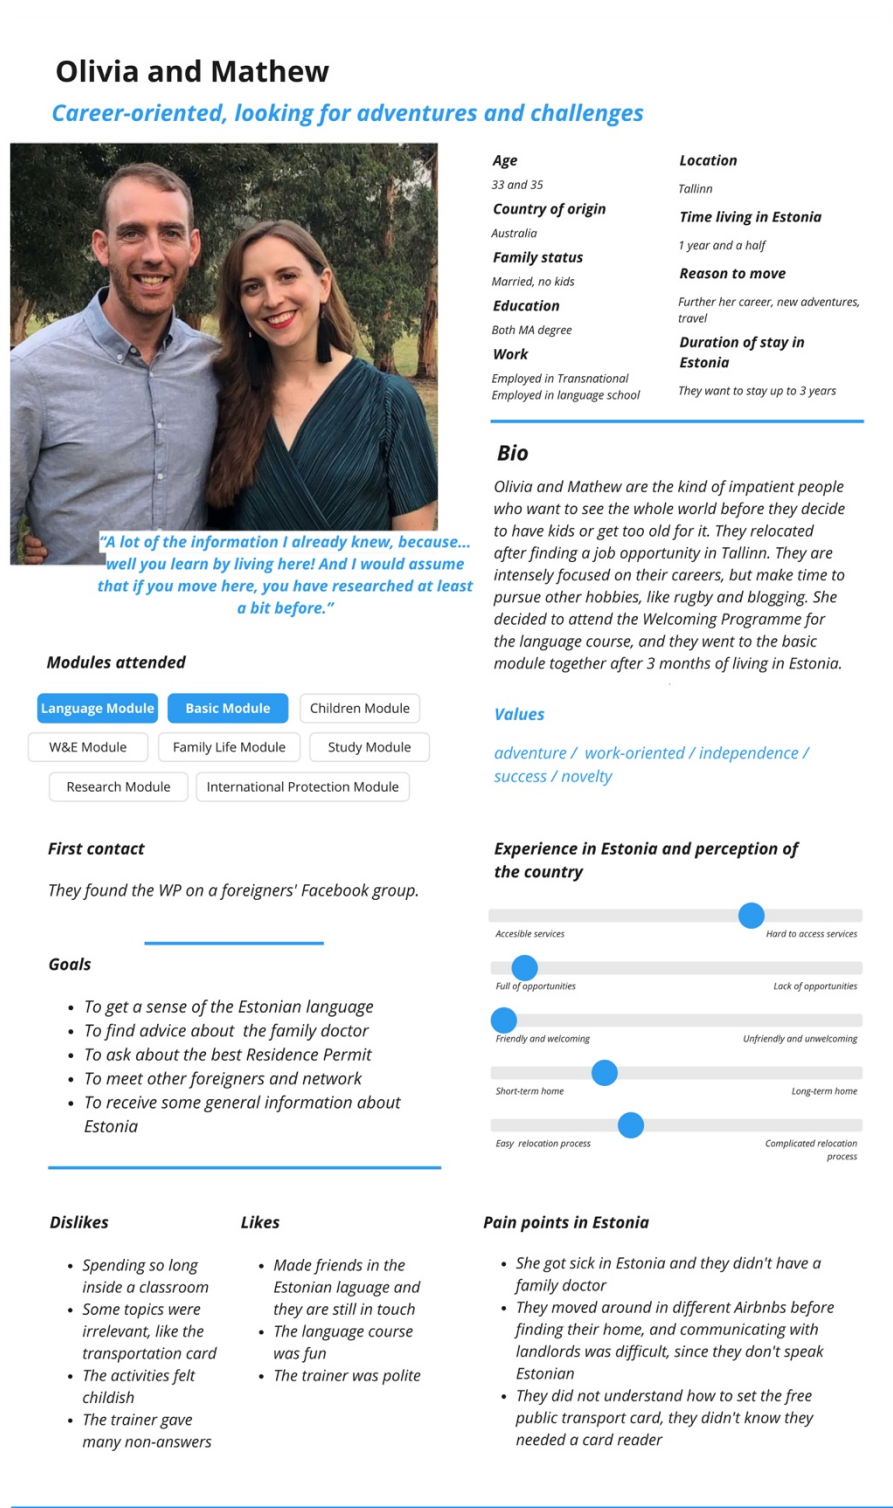 Olivia and Mathew
Career-oriented, looking for adventures and challenges
Age
33 and 35
Country of origin
Australia
Family status
Married, no kids
Education
Both MA degree
Work
Employed in Transnational
Employed in language school
Location
Tallinn
Time living in Estonia
1 year and a half
Reason to move
Further her career, new adventures,
travel
Duration of stay in
Estonia
They want to stay up to 3 years
“A lot of the information I already knew, because...
well you learn by living here! And I would assume
that if you move here, you have researched at least
a bit before.”
Bio
Olivia and Mathew are the kind of impatient people
who want to see the whole world before they decide
to have kids or get too old for it. They relocated
after finding a job opportunity in Tallinn. They are
intensely focused on their careers, but make time to
pursue other hobbies, like rugby and blogging. She
decided to attend the Welcoming Programme for
the language course, and they went to the basic
module together after 3 months of living in Estonia.
Modules attended
Language Module
Basic Module
Children Module
W&E Module
Family Life Module
Study Module
Research Module
International Protection Module
Values
adventure /  work-oriented / independence /
success / novelty
First contact
They found the WP on a foreigners' Facebook group.
Goals
• To get a sense of the Estonian language
• To find advice about  the family doctor
• To ask about the best Residence Permit
• To meet other foreigners and network
• To receive some general information about
Estonia
Experience in Estonia and perception of
the country
Accesible services
Hard to access services
Full of opportunities
Lack of opportunities
Friendly and welcoming
Unfriendly and unwelcoming
Short-term home
Long-term home
Easy  relocation process
Complicated relocation
process
Dislikes
• Spending so long
inside a classroom
• Some topics were
irrelevant, like the
transportation card
• The activities felt
childish
• The trainer gave
many non-answers
Likes
• Made friends in the
Estonian laguage and
they are still in touch
• The language course
was fun
• The trainer was polite
Pain points in Estonia
• She got sick in Estonia and they didn't have a
family doctor
• They moved around in different Airbnbs before
finding their home, and communicating with
landlords was difficult, since they don't speak
Estonian
• They did not understand how to set the free
public transport card, they didn't know they
needed a card reader